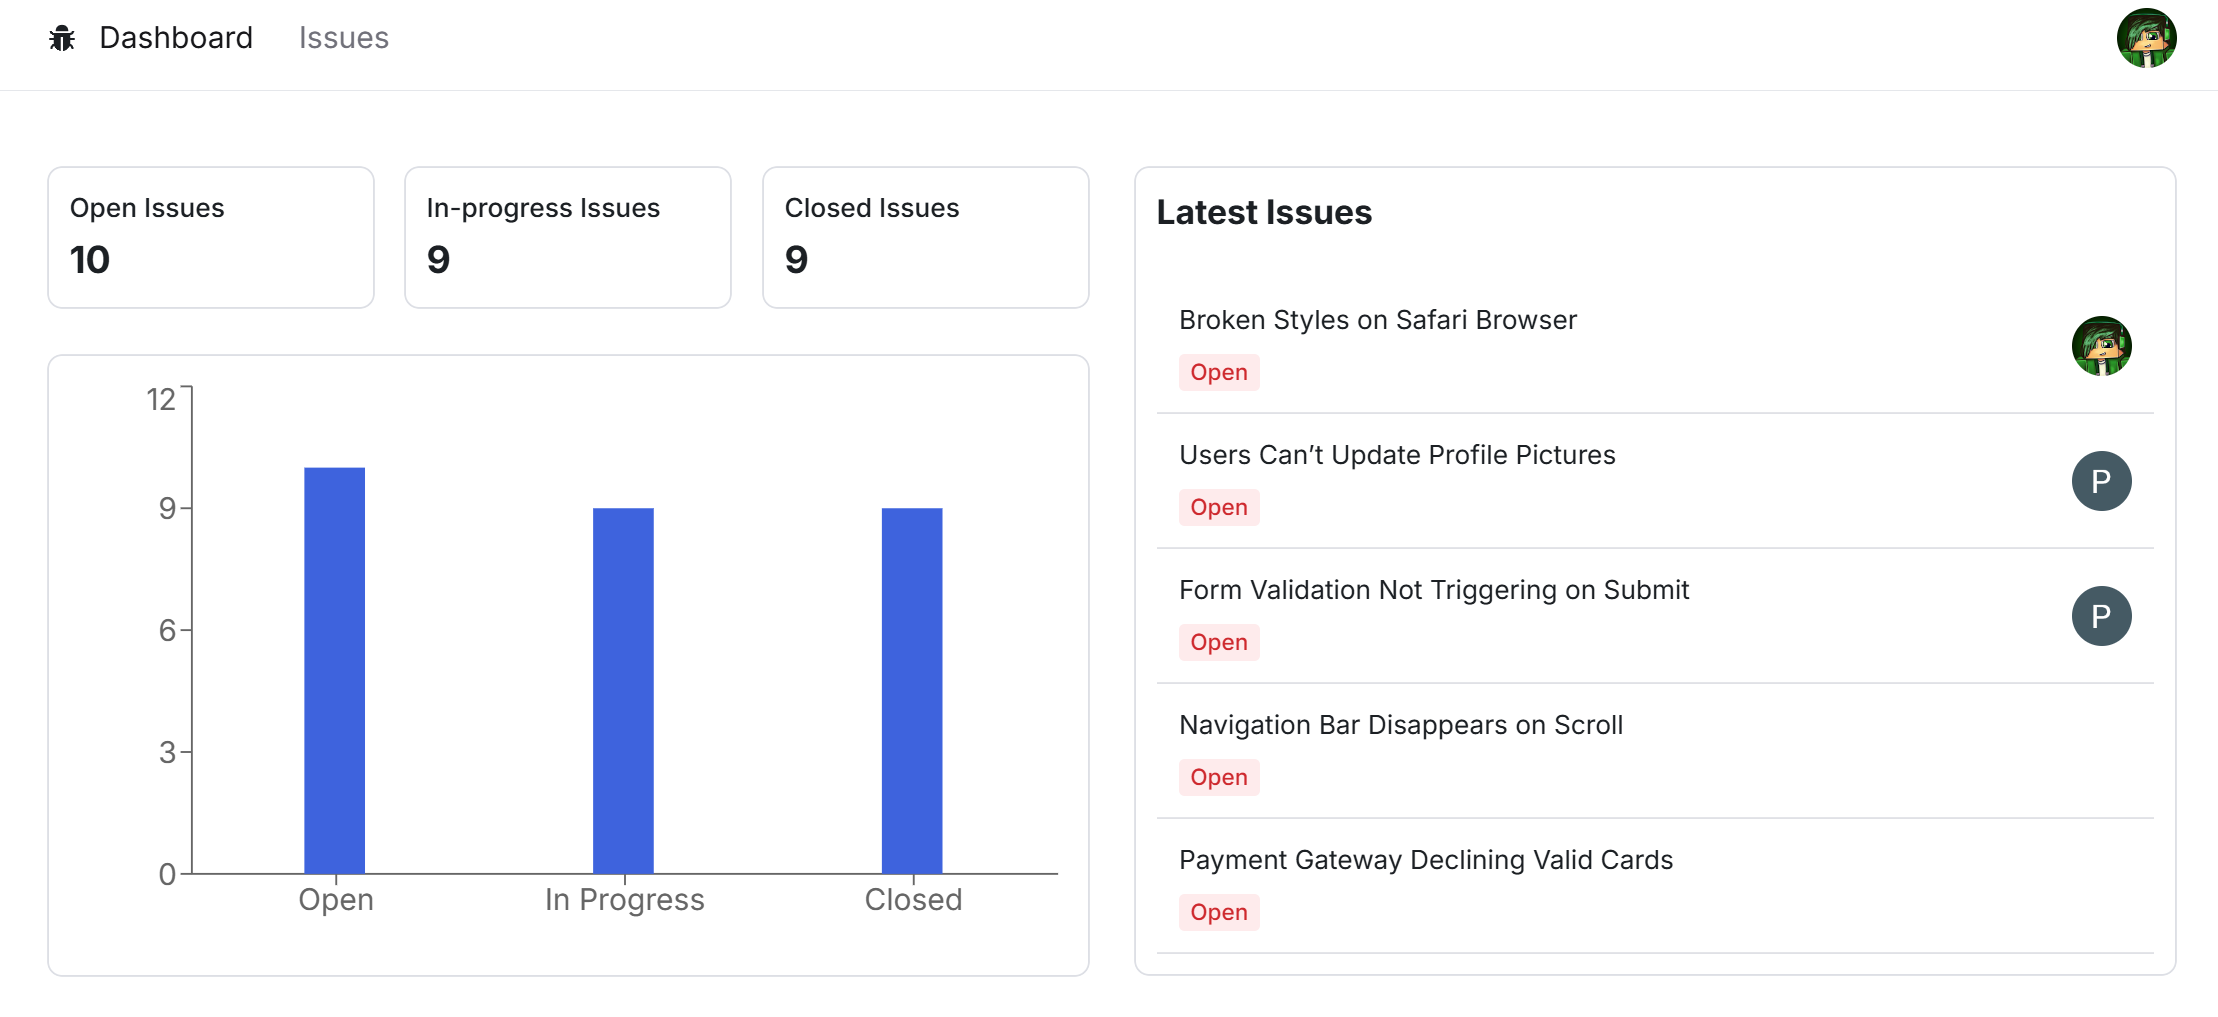 Dashboard
Issues
Open Issues
10
In-progress Issues
9
Closed Issues
9
12
9
6
3
0
Open
In Progress
Closed
Latest Issues
Broken Styles on Safari Browser
Open
Users Can’t Update Profile Pictures
Open
P
Form Validation Not Triggering on Submit
Open
P
Navigation Bar Disappears on Scroll
Open
Payment Gateway Declining Valid Cards
Open